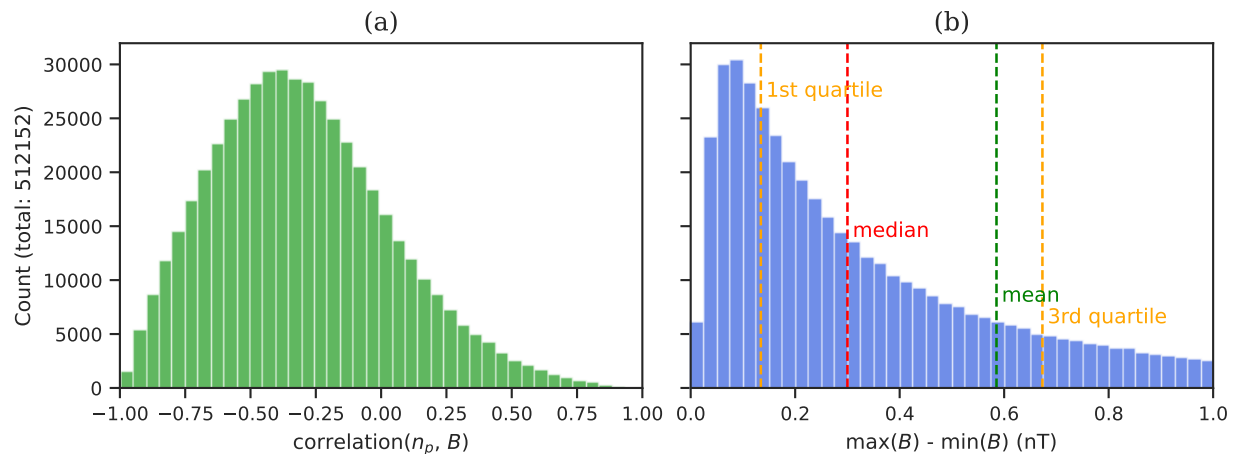 (a)
(b)
Count (total: 512152)
30000
25000
20000
15000
10000
5000
0
−1.00 −0.75 −0.50 −0.25 0.00 0.25 0.50 0.75 1.00
correlation(nₚ, B)
1st quartile
median
mean
3rd quartile
0.0 0.2 0.4 0.6 0.8 1.0
max(B) - min(B) (nT)